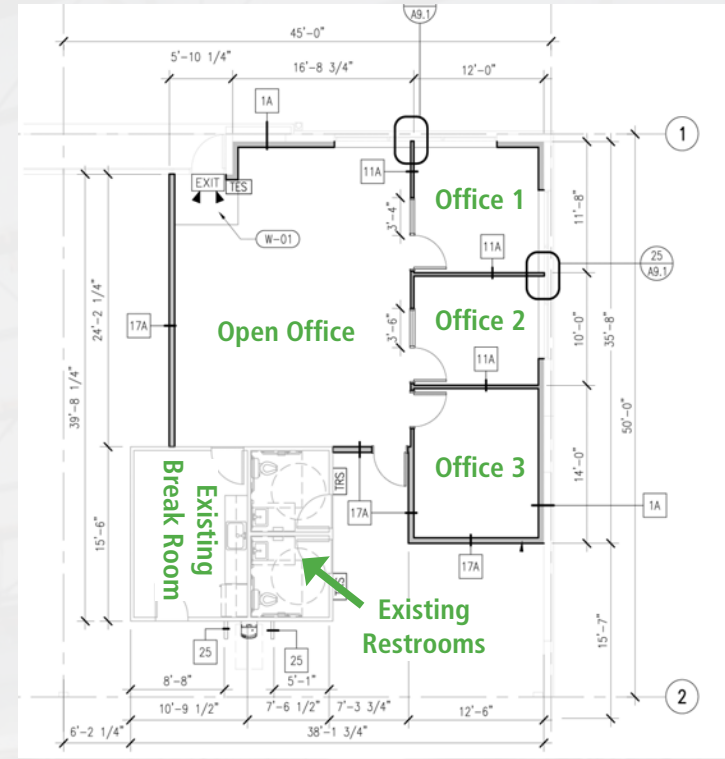 A9.1
45'-0"
5'-10 1/4"
16'-8 3/4"
12'-0"
1A
1
EXIT
TES
11A
Office 1
3'-4"
11'-8"
W-01
11A
25
A9.1
24'-2 1/4"
17A
Open Office
3'-6"
Office 2
10'-0"
35'-8"
11A
39'-8 1/4"
50'-0"
Existing
Break Room
TRS
Office 3
14'-0"
17A
1A
15'-6"
17A
Existing
Restrooms
25
25
15'-7"
8'-8"
5'-1"
2
10'-9 1/2"
7'-6 1/2"
7'-3 3/4"
12'-6"
6'-2 1/4"
38'-1 3/4"